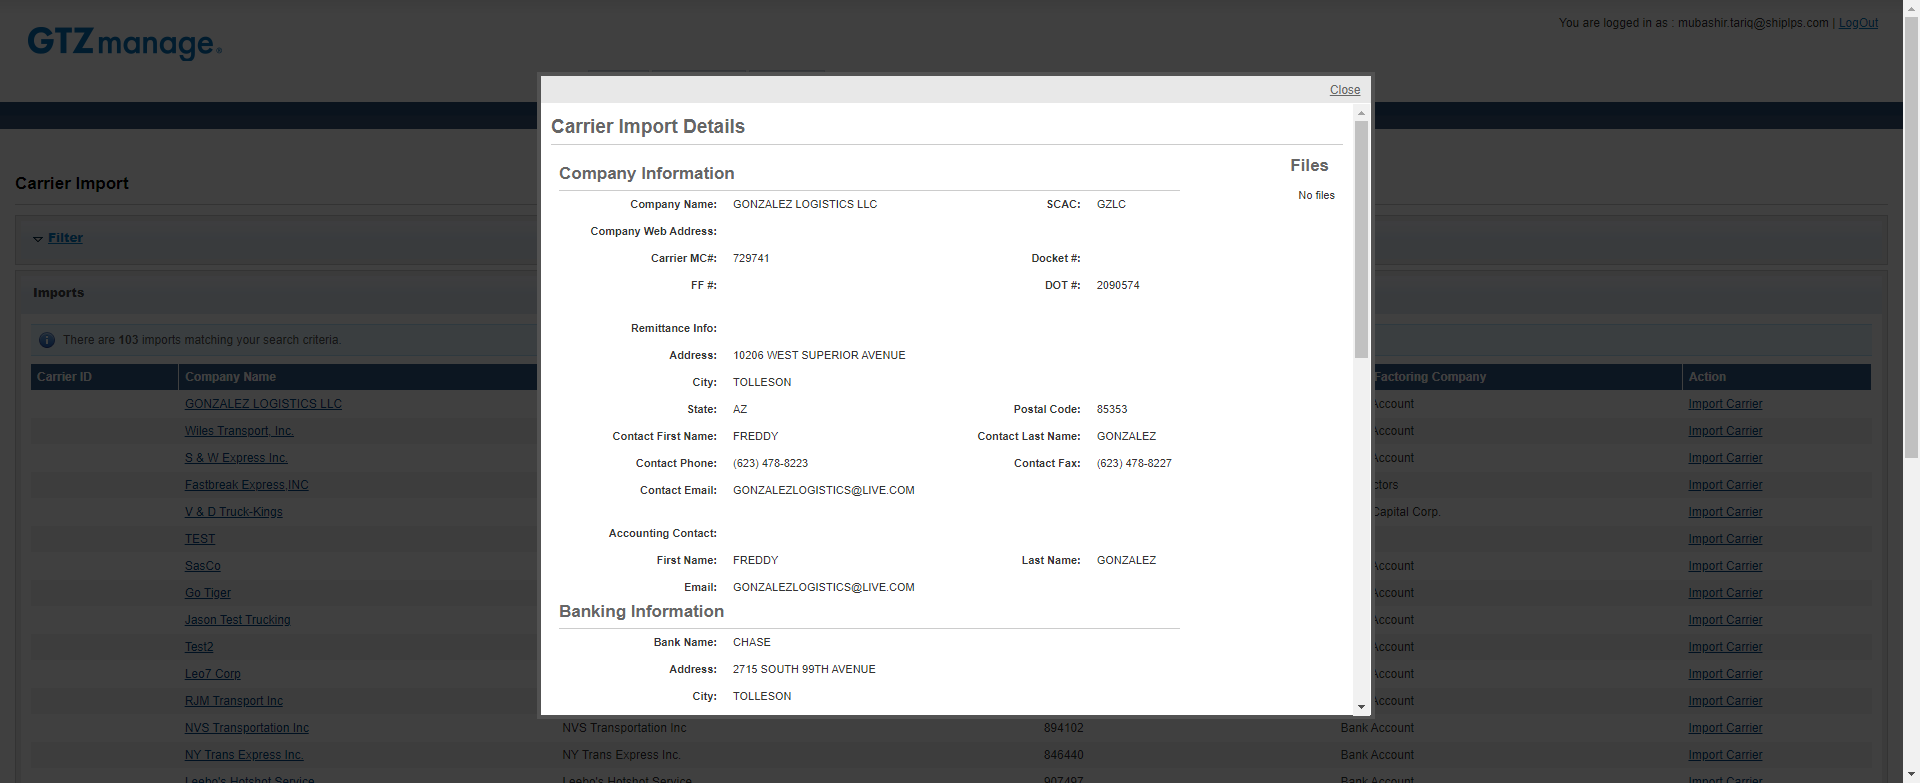 GTZmanage®
You are logged in as : mubashir.tariq@shiplps.com | LogOut
Close
Carrier Import Details
Files
No files
Company Information
Company Name: GONZALEZ LOGISTICS LLC SCAC: GZLC
Company Web Address:
Carrier MC#: 729741 Docket #:
FF #: DOT #: 2090574
Remittance Info:
Address: 10206 WEST SUPERIOR AVENUE
City: TOLLESON
State: AZ Postal Code: 85353
Contact First Name: FREDDY Contact Last Name: GONZALEZ
Contact Phone: (623) 478-8223 Contact Fax: (623) 478-8227
Contact Email: GONZALEZLOGISTICS@LIVE.COM
Accounting Contact:
First Name: FREDDY Last Name: GONZALEZ
Email: GONZALEZLOGISTICS@LIVE.COM
Banking Information
Bank Name: CHASE
Address: 2715 SOUTH 99TH AVENUE
City: TOLLESON
Carrier Import
Filter
Imports
There are 103 imports matching your search criteria.
Carrier ID Company Name Factoring Company Action
GONZALEZ LOGISTICS LLC Account Import Carrier
Wiles Transport, Inc. Account Import Carrier
S & W Express Inc. Account Import Carrier
Fastbreak Express,INC ctors Import Carrier
V & D Truck-Kings Capital Corp. Import Carrier
TEST Import Carrier
SasCo Account Import Carrier
Go Tiger Account Import Carrier
Jason Test Trucking Account Import Carrier
Test2 Account Import Carrier
Leo7 Corp Account Import Carrier
RJM Transport Inc Account Import Carrier
NVS Transportation Inc NVS Transportation Inc 894102 Bank Account Import Carrier
NY Trans Express Inc. NY Trans Express Inc. 846440 Bank Account Import Carrier
Leebo's Hotshot Service Leebo's Hotshot Service 907497 Bank Account Import Carrier